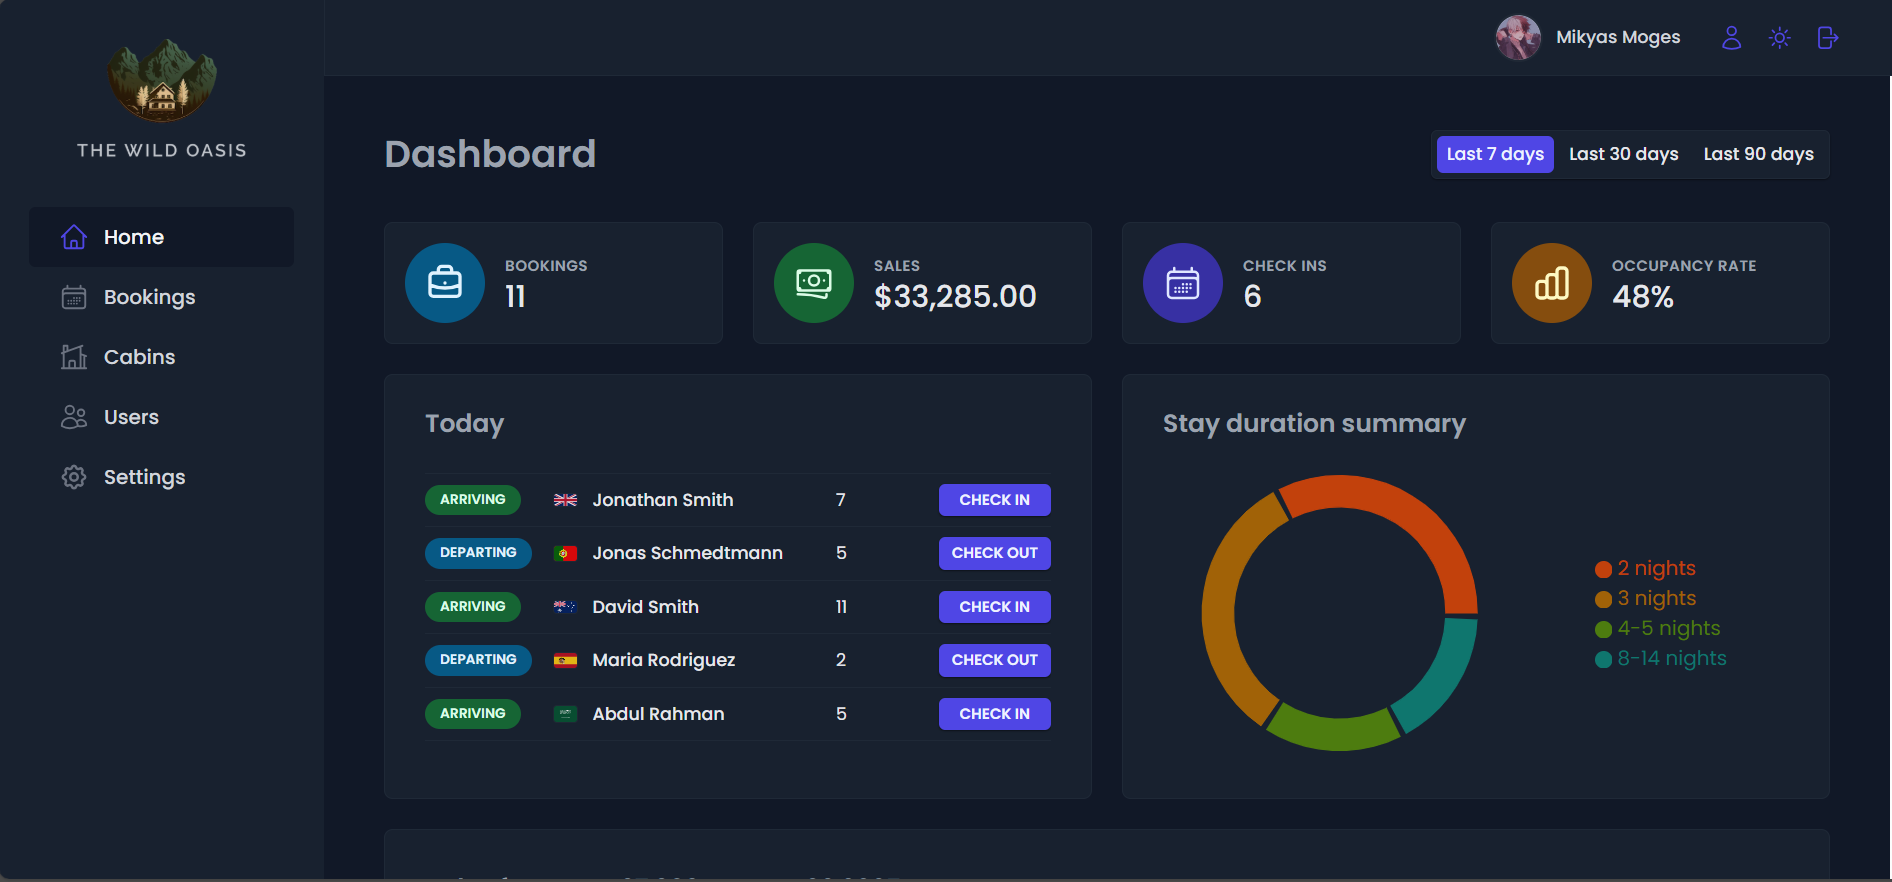 THE WILD OASIS
Home
Bookings
Cabins
Users
Settings
Mikyas Moges
Dashboard
Last 7 days Last 30 days Last 90 days
BOOKINGS
11
SALES
$33,285.00
CHECK INS
6
OCCUPANCY RATE
48%
Today
ARRIVING Jonathan Smith 7 CHECK IN
DEPARTING Jonas Schmedtmann 5 CHECK OUT
ARRIVING David Smith 11 CHECK IN
DEPARTING Maria Rodriguez 2 CHECK OUT
ARRIVING Abdul Rahman 5 CHECK IN
Stay duration summary
2 nights
3 nights
4-5 nights
8-14 nights